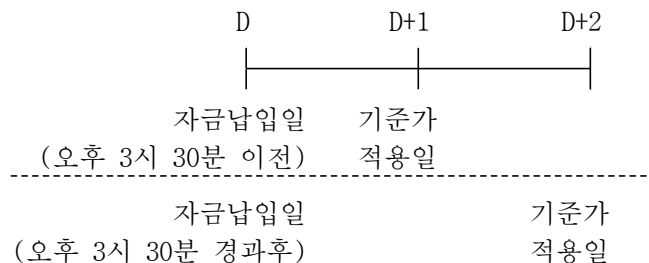 D D+1 D+2
자금납입일 기준가
(오후 3시 30분 이전) 적용일
자금납입일 기준가
(오후 3시 30분 경과후) 적용일